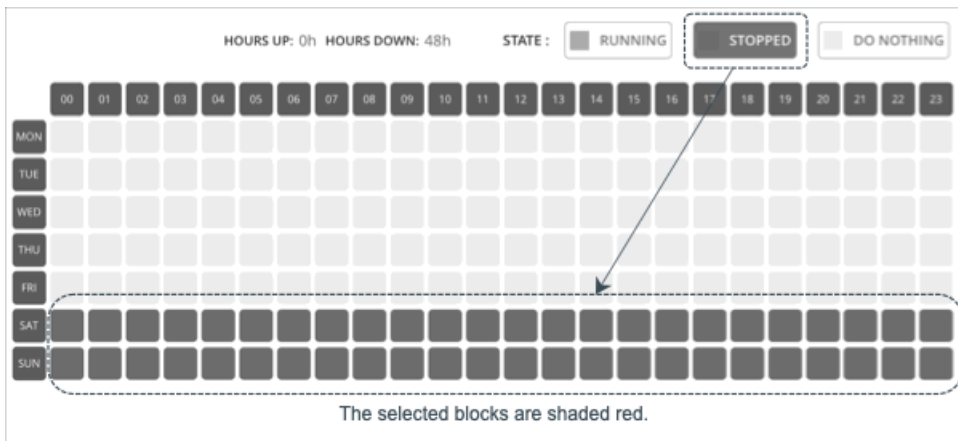 HOURS UP: 0h HOURS DOWN: 48h STATE : RUNNING STOPPED DO NOTHING
00 01 02 03 04 05 06 07 08 09 10 11 12 13 14 15 16 17 18 19 20 21 22 23
MON
TUE
WED
THU
FRI
SAT
SUN
The selected blocks are shaded red.